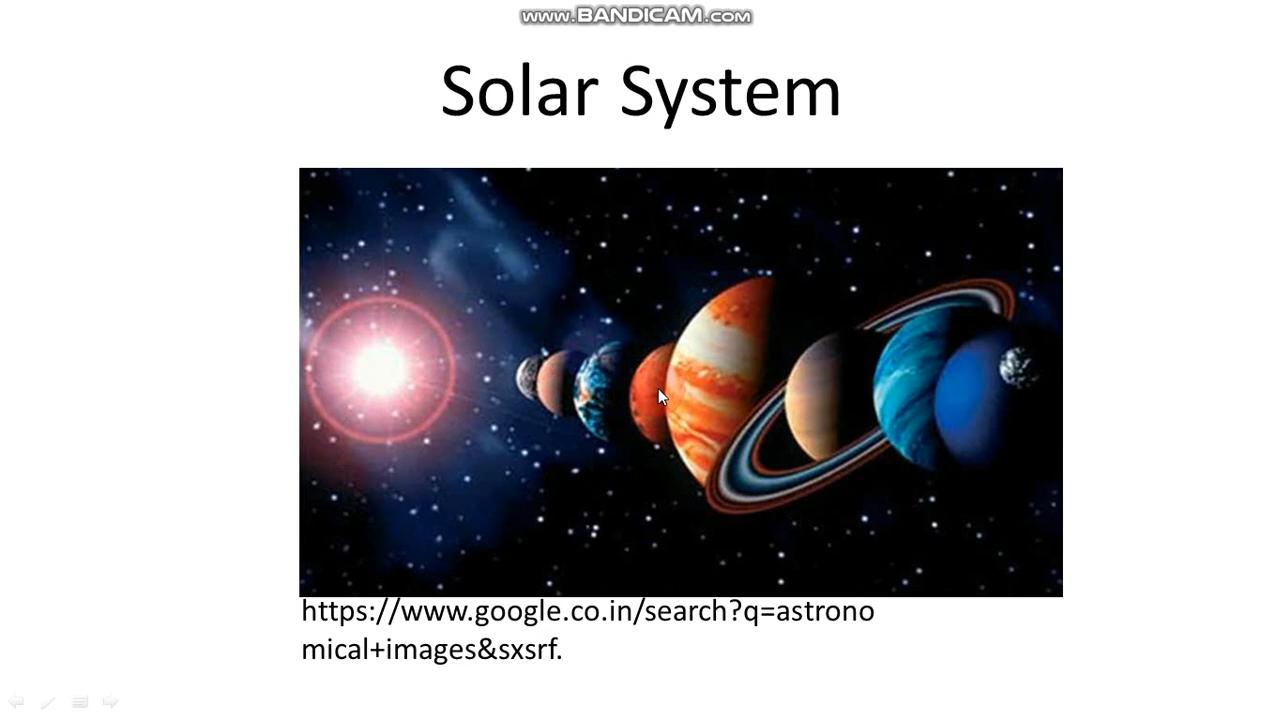 www.BANDICAM.com
Solar System
https://www.google.co.in/search?q=astrono
mical+images&sxsrf.